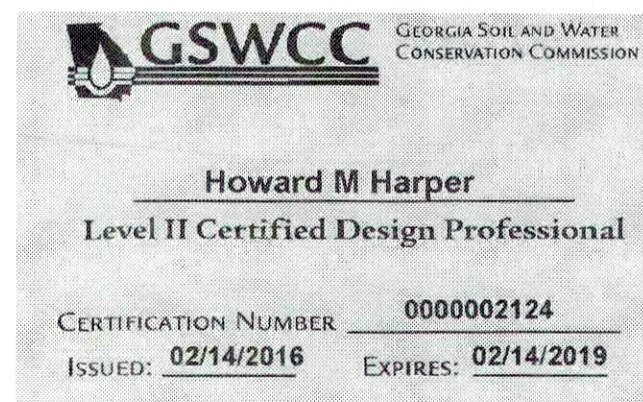 GSWCC
GEORGIA SOIL AND WATER
CONSERVATION COMMISSION
Howard M Harper
Level II Certified Design Professional
CERTIFICATION NUMBER 0000002124
ISSUED: 02/14/2016 EXPIRES: 02/14/2019